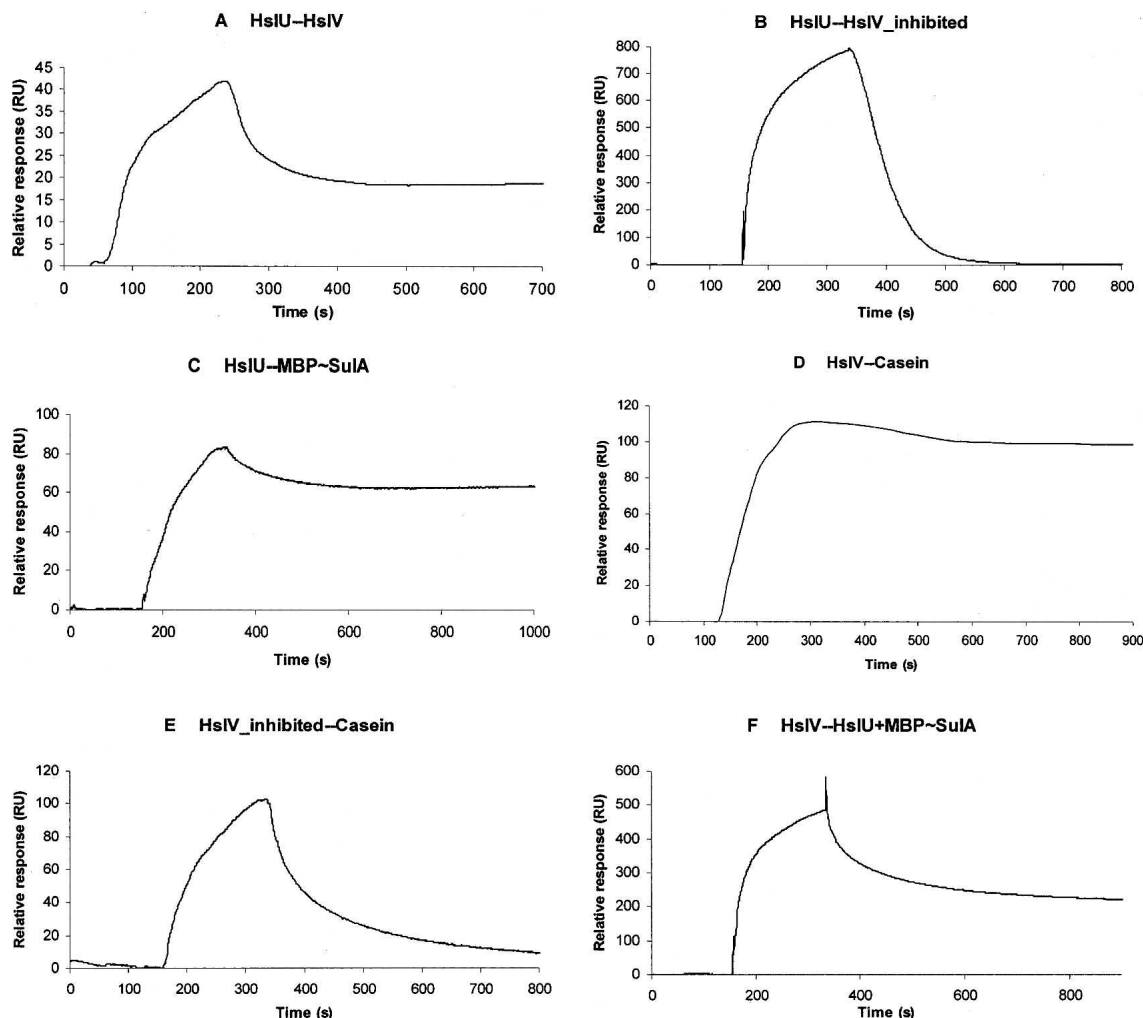 A HslU--HslV
Relative response (RU)
45
40
35
30
25
20
15
10
5
0
0 100 200 300 400 500 600 700
Time (s)
B HslU--HslV_inhibited
Relative response (RU)
800
700
600
500
400
300
200
100
0
0 200 400 600 800
Time (s)
C HslU--MBP~SulA
Relative response (RU)
100
80
60
40
20
0
0 200 400 600 800 1000
Time (s)
D HslV--Casein
Relative response (RU)
120
100
80
60
40
20
0
0 100 200 300 400 500 600 700 800 900
Time (s)
E HslV_inhibited--Casein
Relative response (RU)
120
100
80
60
40
20
0
0 100 200 300 400 500 600 700 800
Time (s)
F HslV--HslU+MBP~SulA
Relative response (RU)
600
500
400
300
200
100
0
0 200 400 600 800
Time (s)